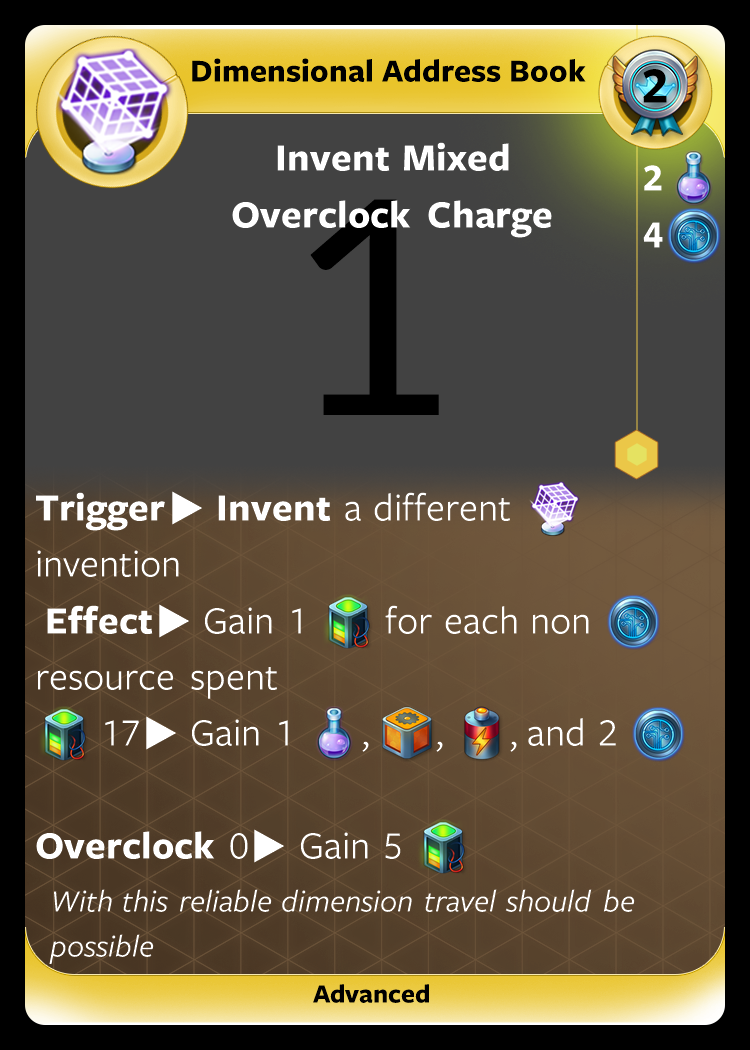 Dimensional Address Book
2
Invent Mixed
Overclock Charge
2
4
1
Trigger▶ Invent a different
invention
Effect▶ Gain 1 for each non
resource spent
17▶ Gain 1 , , , and 2
Overclock 0▶ Gain 5
With this reliable dimension travel should be
possible
Advanced